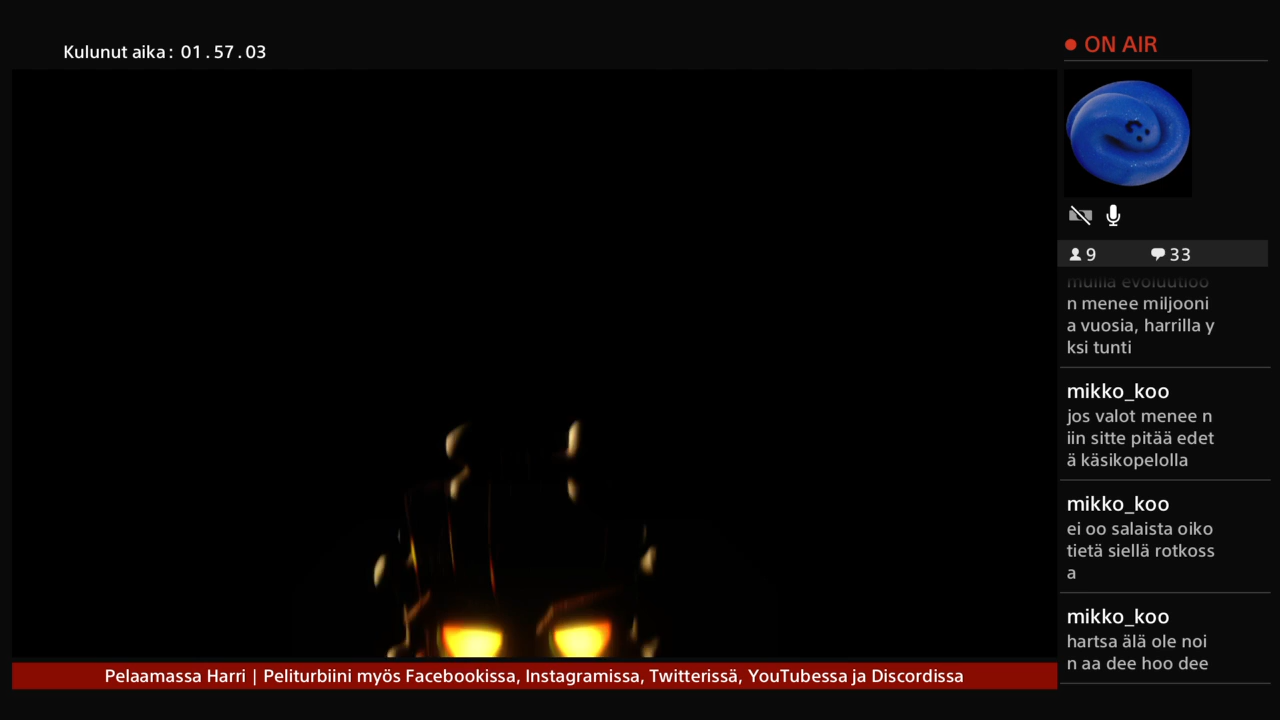 Kulunut aika: 01.57.03
ON AIR
9 33
muilla evoluutioo
n menee miljooni
a vuosia, harrilla y
ksi tunti
mikko_koo
jos valot menee n
iin sitte pitää edet
ä käsikopelolla
mikko_koo
ei oo salaista oiko
tietä siellä rotkoss
a
mikko_koo
hartsa älä ole noi
n aa dee hoo dee
Pelaamassa Harri | Peliturbiini myös Facebookissa, Instagramissa, Twitterissä, YouTubessa ja Discordissa